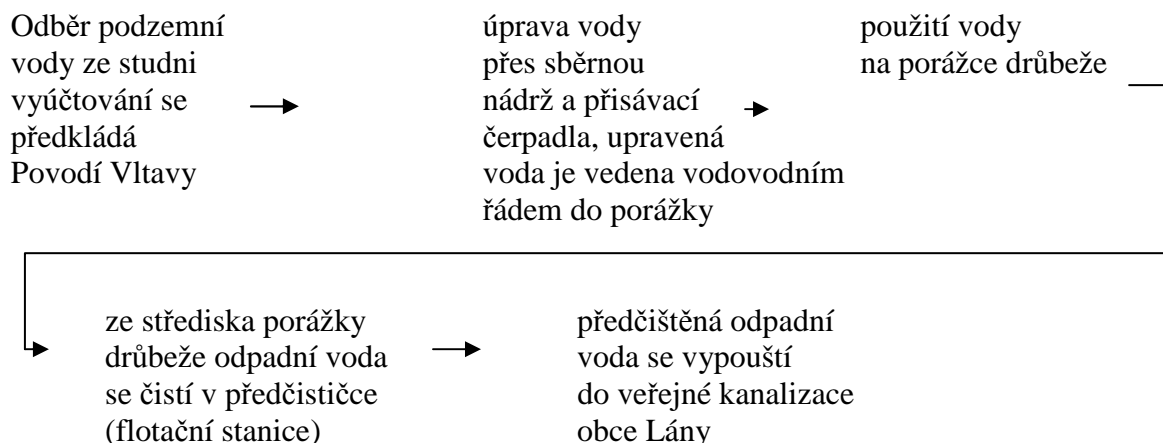 Odběr podzemní
vody ze studni
vyúčtování se
předkládá
Povodí Vltavy
úprava vody
přes sběrnou
nádrž a přisávací
čerpadla, upravená
voda je vedena vodovodním
řádem do porážky
použití vody
na porážce drůbeže
ze střediska porážky
drůbeže odpadní voda
se čistí v předčističce
(flotační stanice)
předčištěná odpadní
voda se vypouští
do veřejné kanalizace
obce Lány